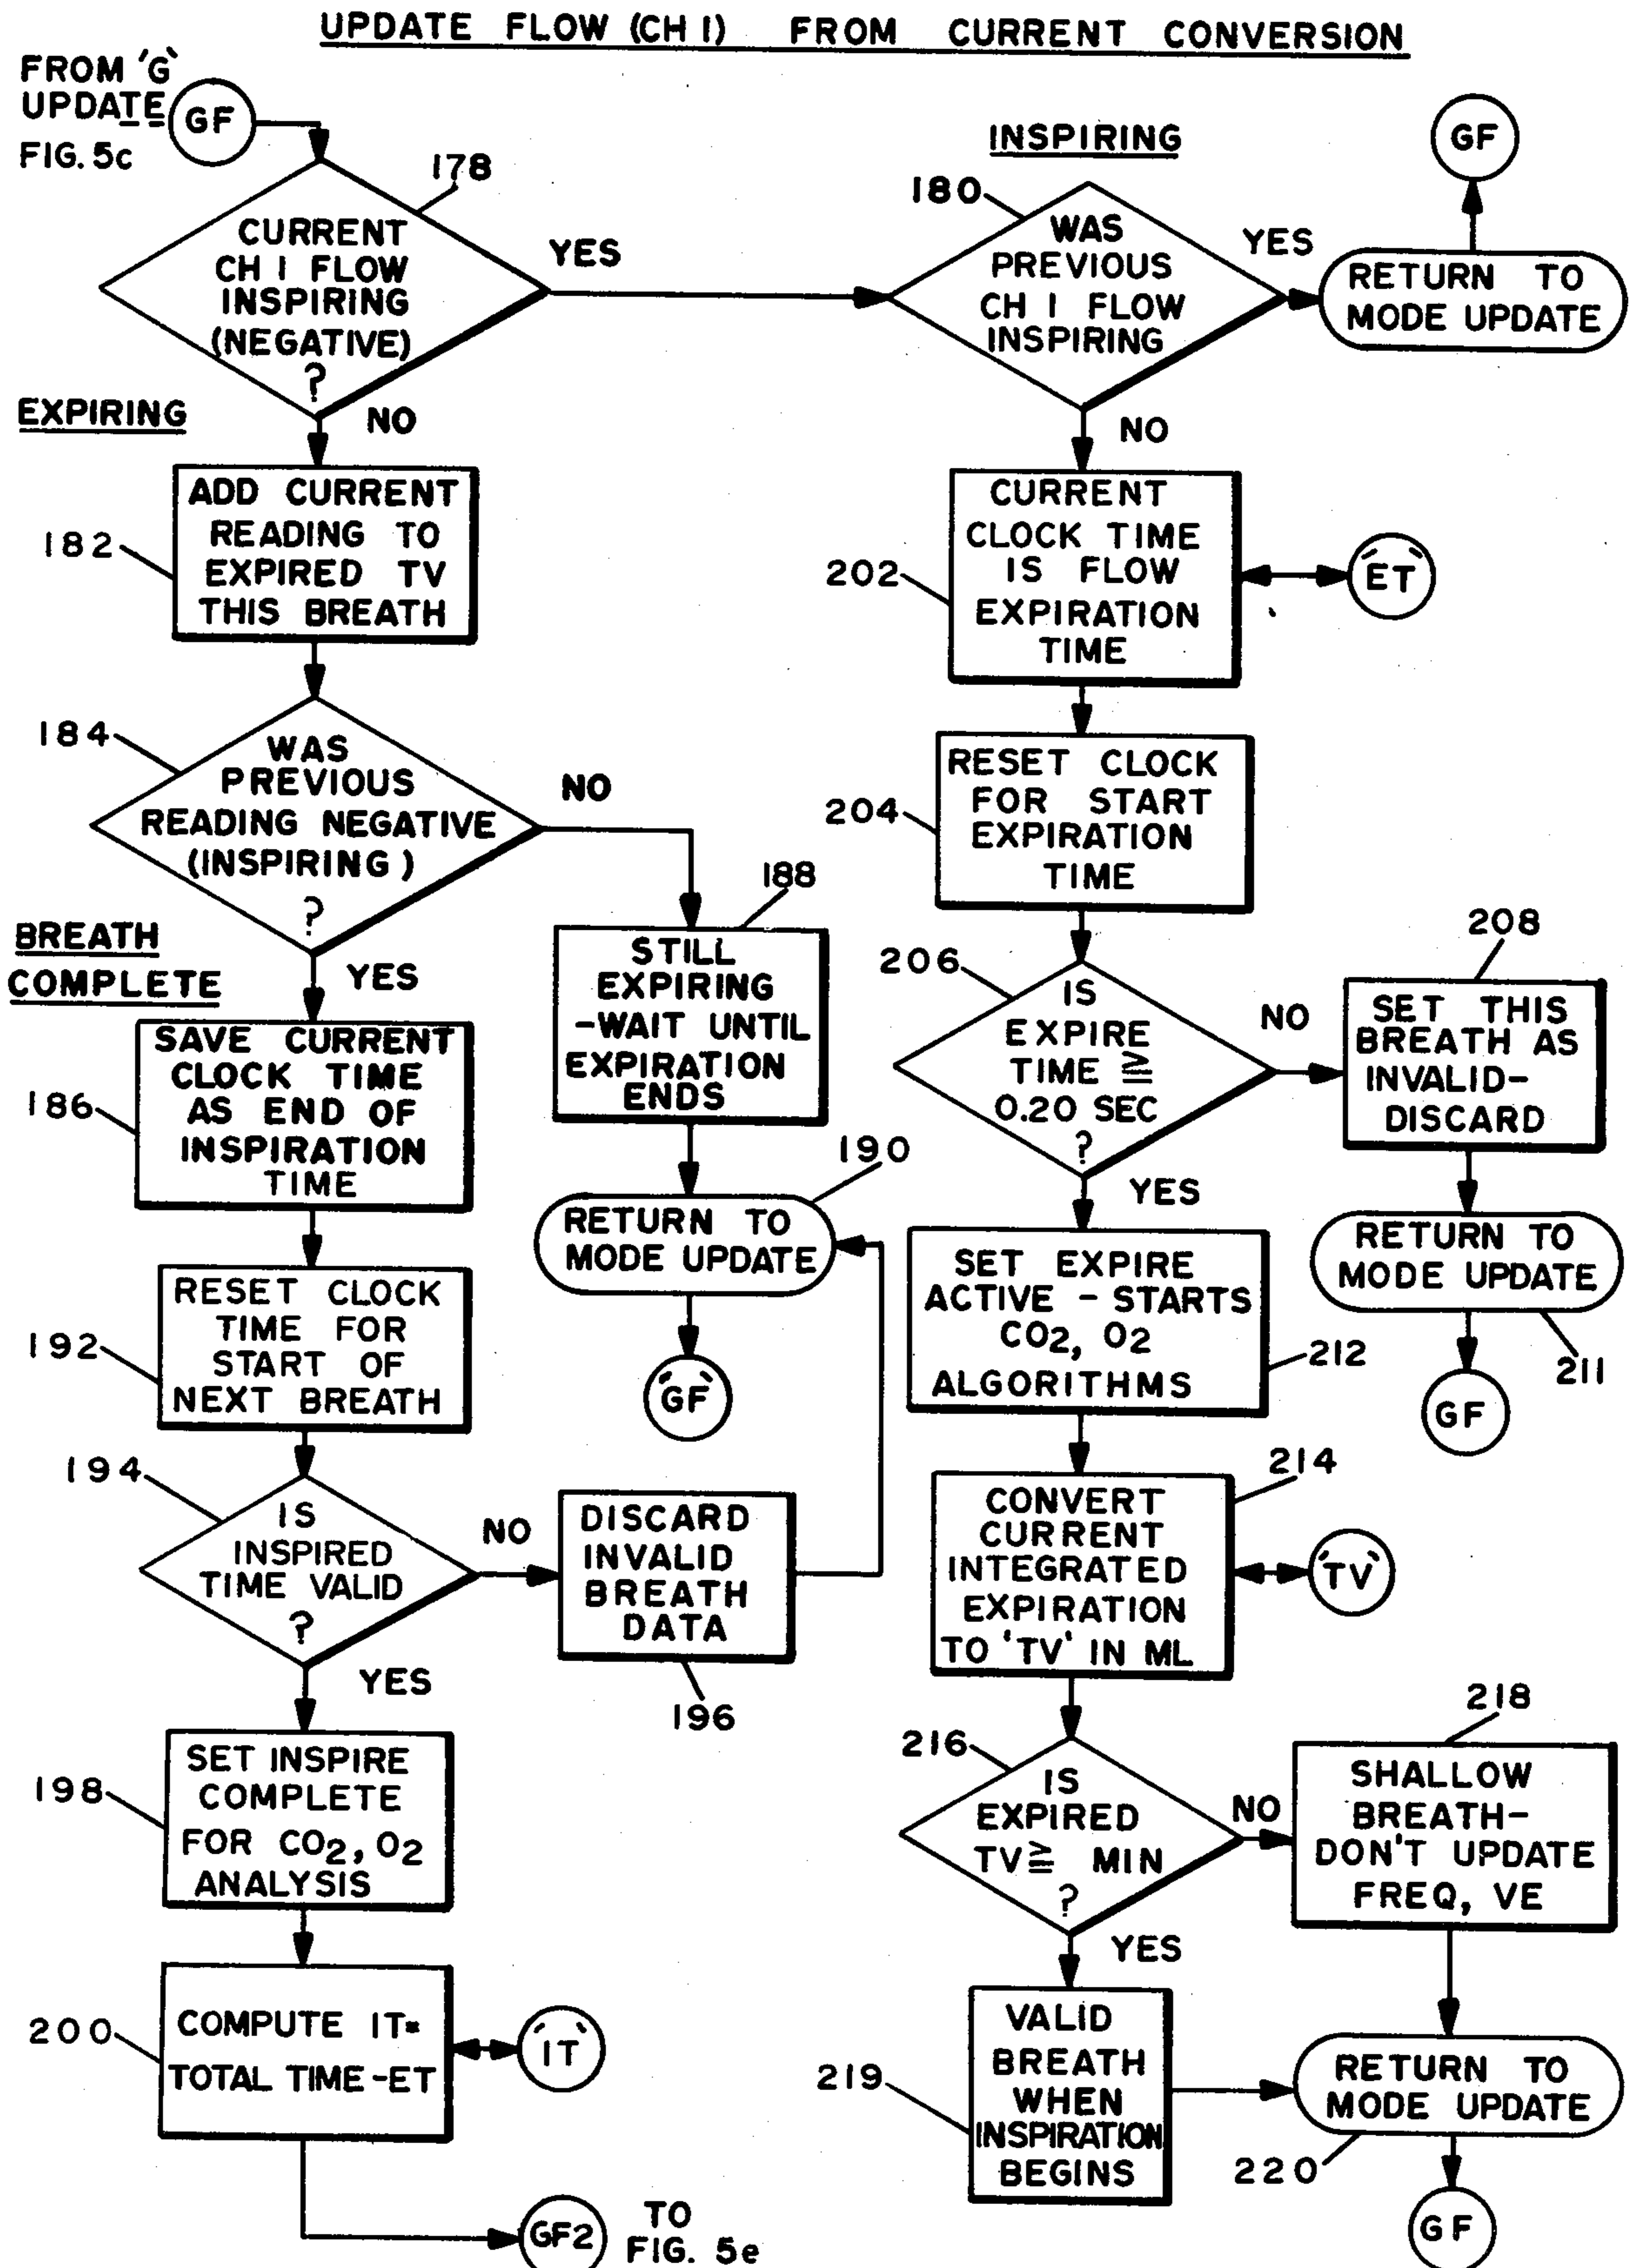 UPDATE FLOW (CH 1) FROM CURRENT CONVERSION
FROM 'G'
UPDATE
FIG. 5c
GF
178
CURRENT
CH 1 FLOW
INSPIRING
(NEGATIVE)
?
YES
NO
INSPIRING
180
WAS
PREVIOUS
CH 1 FLOW
INSPIRING
YES
NO
RETURN TO
MODE UPDATE
GF
EXPIRING
182
ADD CURRENT
READING TO
EXPIRED TV
THIS BREATH
184
WAS
PREVIOUS
READING NEGATIVE
(INSPIRING)
?
NO
YES
188
STILL
EXPIRING
-WAIT UNTIL
EXPIRATION
ENDS
190
RETURN TO
MODE UPDATE
'GF'
BREATH
COMPLETE
186
SAVE CURRENT
CLOCK TIME
AS END OF
INSPIRATION
TIME
192
RESET CLOCK
TIME FOR
START OF
NEXT BREATH
194
IS
INSPIRED
TIME VALID
?
NO
YES
DISCARD
INVALID
BREATH
DATA
196
198
SET INSPIRE
COMPLETE
FOR CO2, O2
ANALYSIS
200
COMPUTE IT=
TOTAL TIME-ET
'IT'
GF2
TO
FIG. 5e
202
CURRENT
CLOCK TIME
IS FLOW
EXPIRATION
TIME
'ET'
204
RESET CLOCK
FOR START
EXPIRATION
TIME
206
IS
EXPIRE
TIME ≧
0.20 SEC
?
NO
YES
208
SET THIS
BREATH AS
INVALID-
DISCARD
RETURN TO
MODE UPDATE
211
GF
SET EXPIRE
ACTIVE - STARTS
CO2, O2
ALGORITHMS
212
214
CONVERT
CURRENT
INTEGRATED
EXPIRATION
TO 'TV' IN ML
'TV'
216
IS
EXPIRED
TV≧ MIN
?
NO
YES
218
SHALLOW
BREATH-
DON'T UPDATE
FREQ, VE
219
VALID
BREATH
WHEN
INSPIRATION
BEGINS
RETURN TO
MODE UPDATE
220
GF